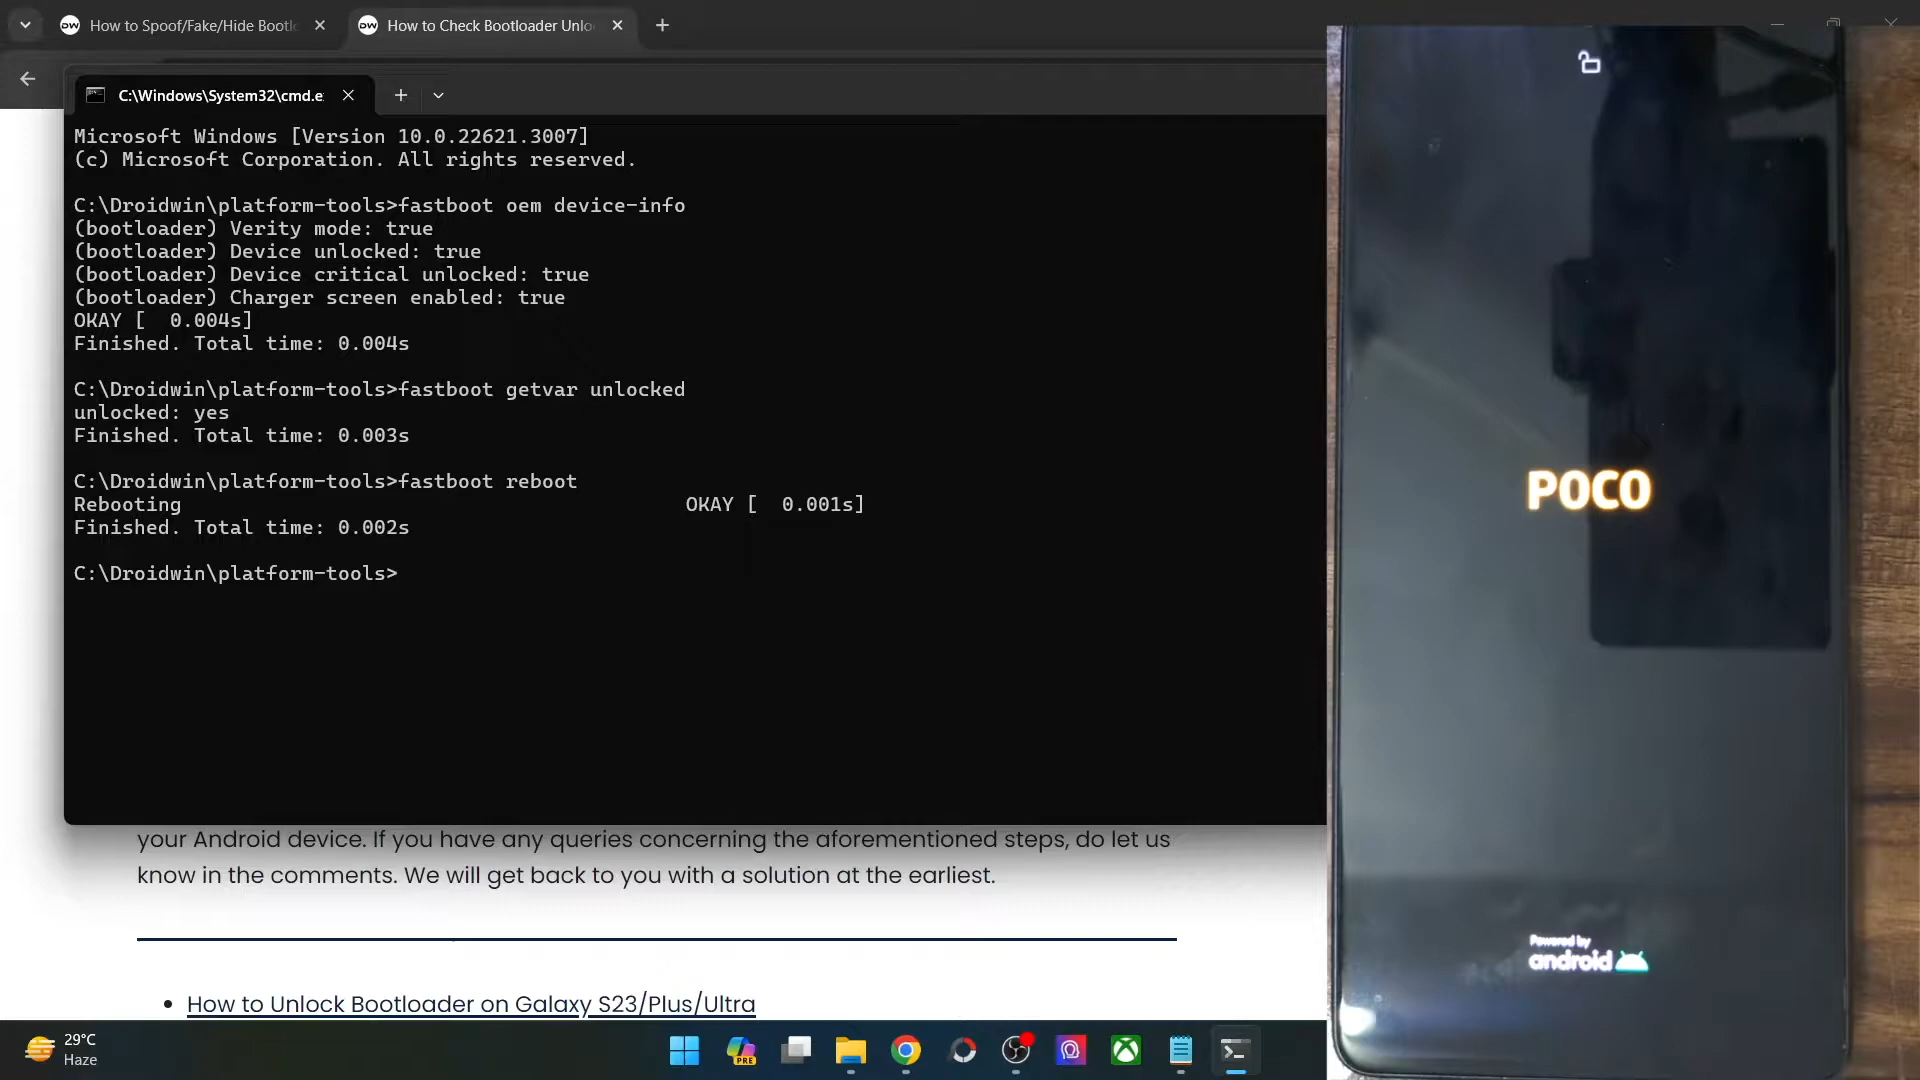 DW How to Spoof/Fake/Hide Bootl
DW How to Check Bootloader Unlo
C:\Windows\System32\cmd.e
Microsoft Windows [Version 10.0.22621.3007]
(c) Microsoft Corporation. All rights reserved.
C:\Droidwin\platform-tools>fastboot oem device-info
(bootloader) Verity mode: true
(bootloader) Device unlocked: true
(bootloader) Device critical unlocked: true
(bootloader) Charger screen enabled: true
OKAY [  0.004s]
Finished. Total time: 0.004s
C:\Droidwin\platform-tools>fastboot getvar unlocked
unlocked: yes
Finished. Total time: 0.003s
C:\Droidwin\platform-tools>fastboot reboot
Rebooting                                          OKAY [  0.001s]
Finished. Total time: 0.002s
C:\Droidwin\platform-tools>
your Android device. If you have any queries concerning the aforementioned steps, do let us
know in the comments. We will get back to you with a solution at the earliest.
• How to Unlock Bootloader on Galaxy S23/Plus/Ultra
POCO
Powered by
android
29°C
Haze
PRE